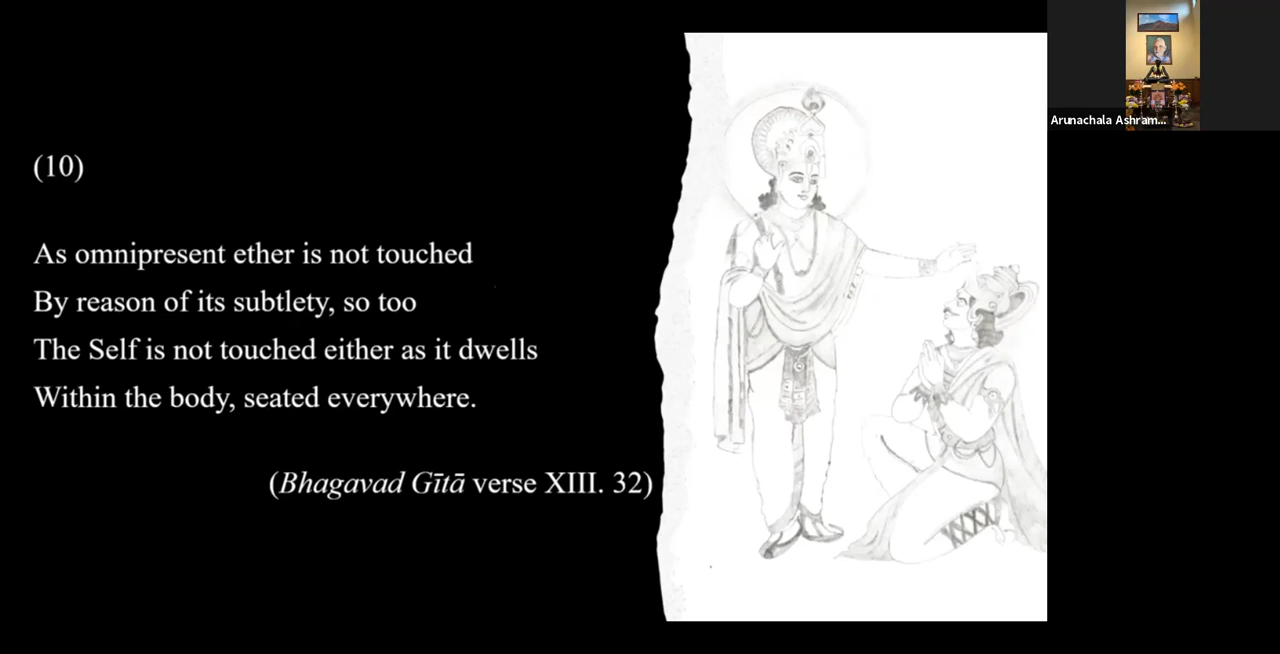 (10)
As omnipresent ether is not touched
By reason of its subtlety, so too
The Self is not touched either as it dwells
Within the body, seated everywhere.
(Bhagavad Gītā verse XIII. 32)
Arunachala Ashram...